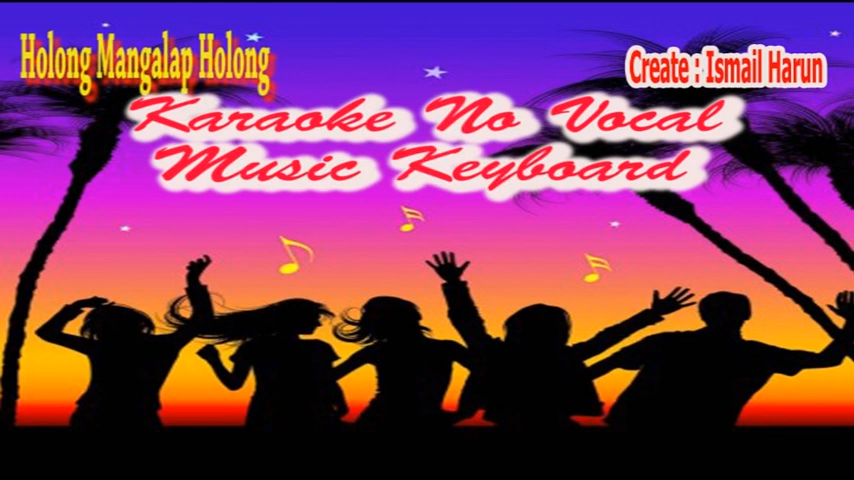 Holong Mangalap Holong
Create : Ismail Harun
Karaoke No Vocal
Music Keyboard